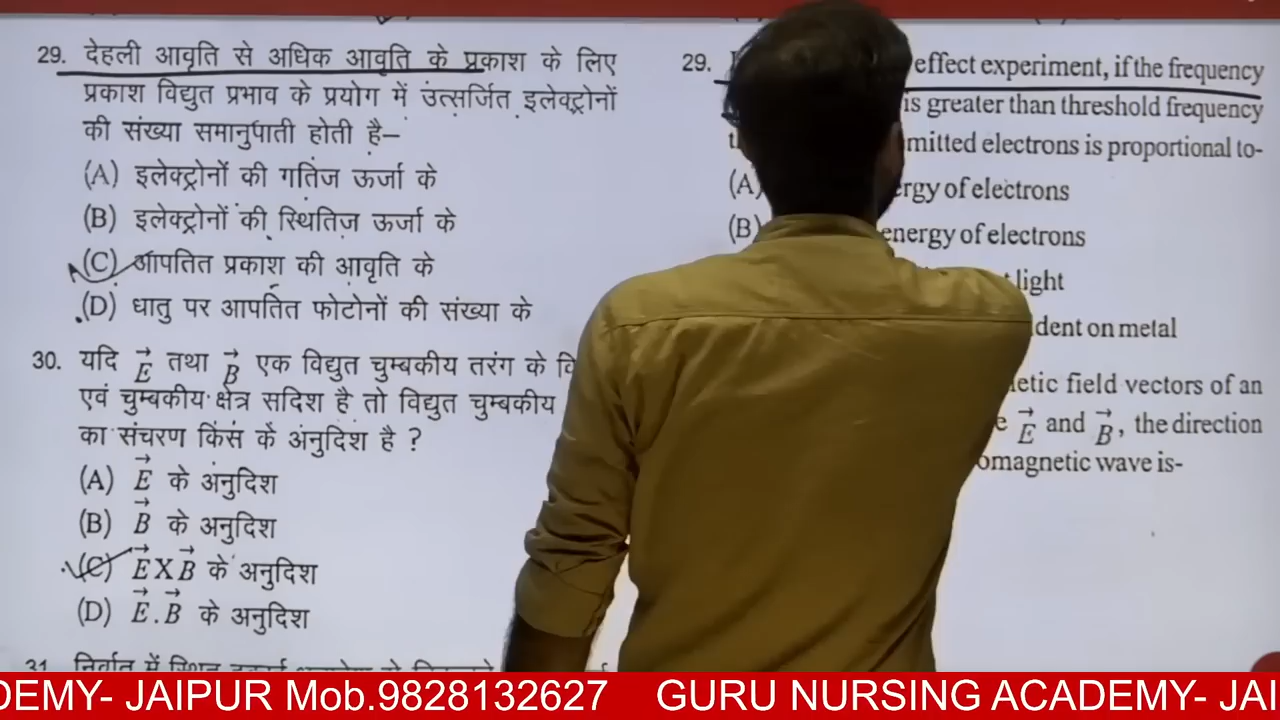 29. देहली आवृति से अधिक आवृति के प्रकाश के लिए
प्रकाश विद्युत प्रभाव के प्रयोग में उंत्सर्जित इलेक्ट्रोनों
की संख्या समानुपाती होती है–
(A) इलेक्ट्रोनों की गतिज ऊर्जा के
(B) इलेक्ट्रोनों की स्थितिज ऊर्जा के
(C) आपतित प्रकाश की आवृति के
(D) धातु पर आपतित फोटोनों की संख्या के
30. यदि E⃗ तथा B⃗ एक विद्युत चुम्बकीय तरंग के
एवं चुम्बकीय क्षेत्र सदिश है तो विद्युत चुम्बकीय
का संचरण किस के अनुदिश है ?
(A) E⃗ के अनुदिश
(B) B⃗ के अनुदिश
(C) E⃗XB⃗ के अनुदिश
(D) E⃗.B⃗ के अनुदिश
31.
29. effect experiment, if the frequency
is greater than threshold frequency
mitted electrons is proportional to-
(A) ergy of electrons
(B) energy of electrons
light
dent on metal
etic field vectors of an
E⃗ and B⃗, the direction
omagnetic wave is-
DEMY- JAIPUR Mob.9828132627 GURU NURSING ACADEMY- JAI